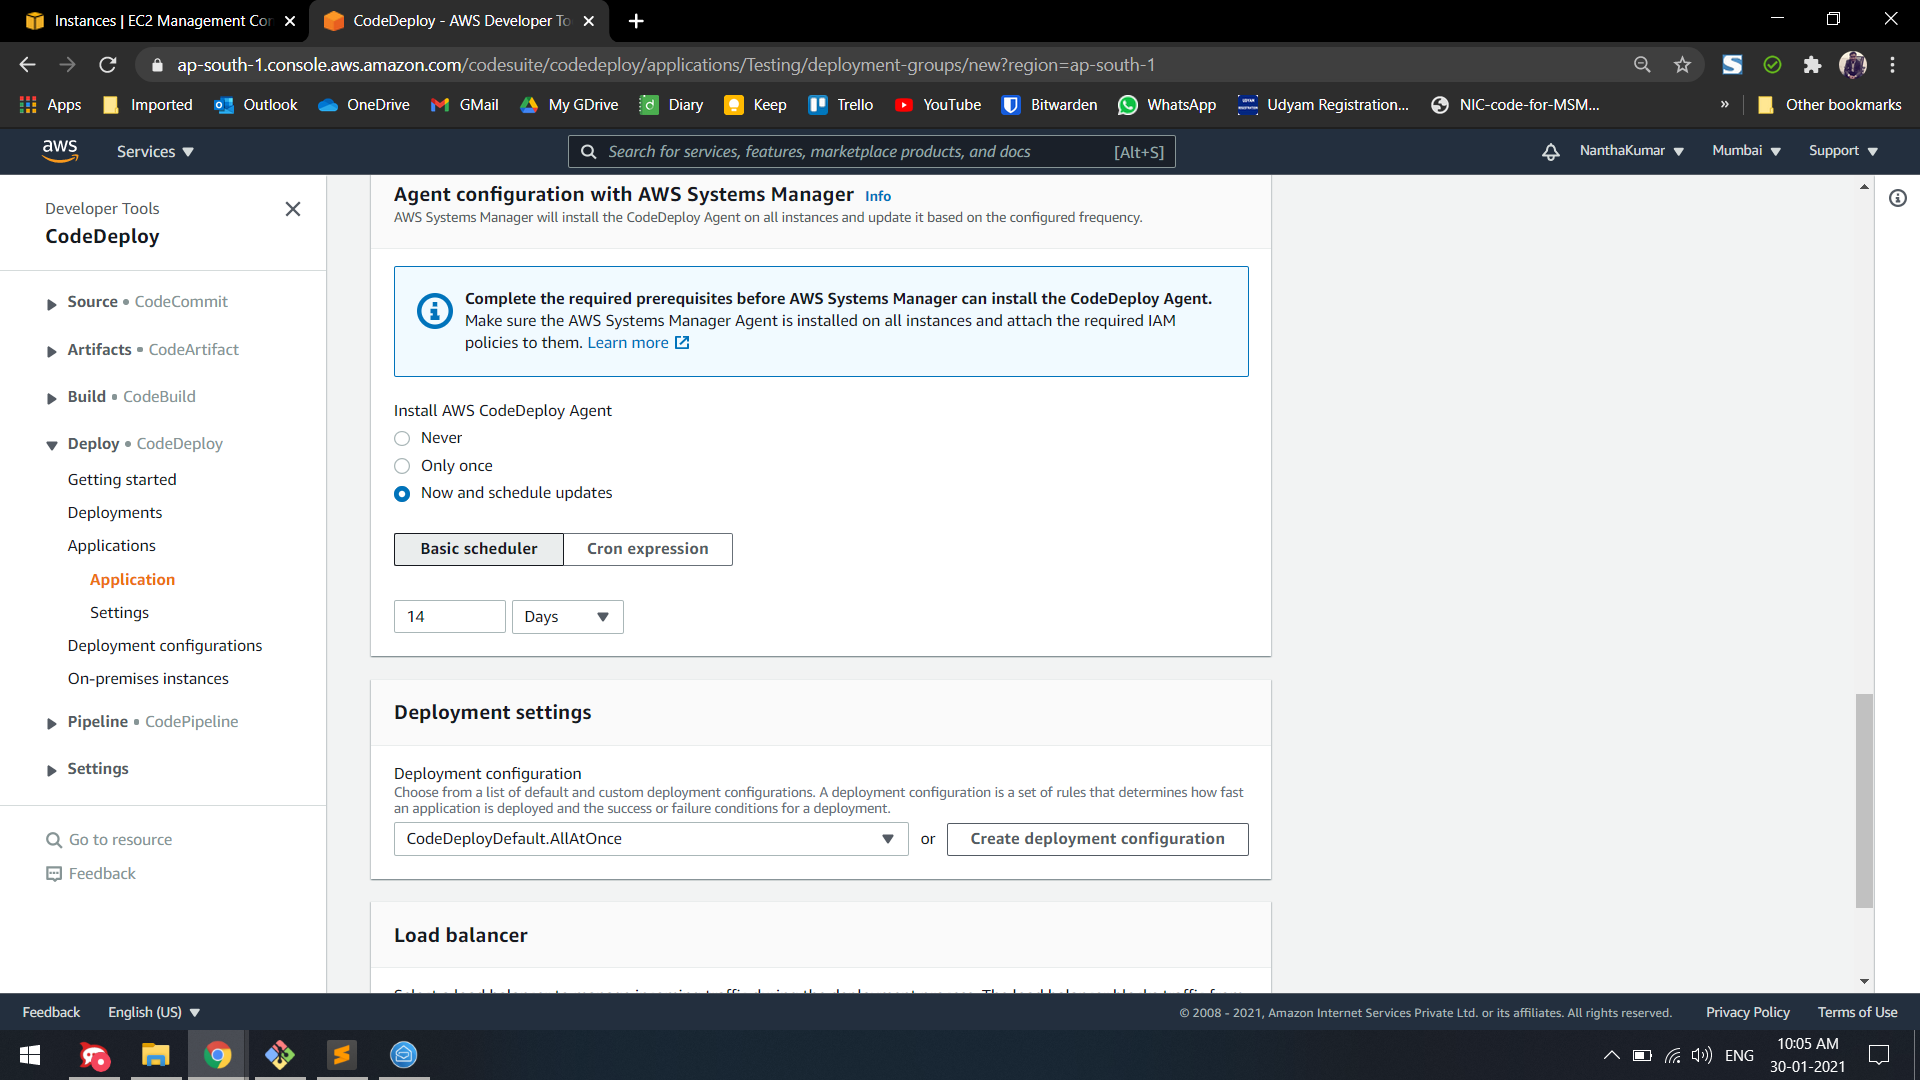 Instances | EC2 Management Con
CodeDeploy - AWS Developer To
ap-south-1.console.aws.amazon.com/codesuite/codedeploy/applications/Testing/deployment-groups/new?region=ap-south-1
Apps
Imported
Outlook
OneDrive
GMail
My GDrive
Diary
Keep
Trello
YouTube
Bitwarden
WhatsApp
Udyam Registration...
NIC-code-for-MSM...
»
Other bookmarks
aws
Services
Search for services, features, marketplace products, and docs
[Alt+S]
NanthaKumar
Mumbai
Support
Developer Tools
CodeDeploy
Source • CodeCommit
Artifacts • CodeArtifact
Build • CodeBuild
Deploy • CodeDeploy
Getting started
Deployments
Applications
Application
Settings
Deployment configurations
On-premises instances
Pipeline • CodePipeline
Settings
Go to resource
Feedback
Agent configuration with AWS Systems Manager Info
AWS Systems Manager will install the CodeDeploy Agent on all instances and update it based on the configured frequency.
Complete the required prerequisites before AWS Systems Manager can install the CodeDeploy Agent.
Make sure the AWS Systems Manager Agent is installed on all instances and attach the required IAM
policies to them. Learn more
Install AWS CodeDeploy Agent
Never
Only once
Now and schedule updates
Basic scheduler
Cron expression
14
Days
Deployment settings
Deployment configuration
Choose from a list of default and custom deployment configurations. A deployment configuration is a set of rules that determines how fast
an application is deployed and the success or failure conditions for a deployment.
CodeDeployDefault.AllAtOnce
or
Create deployment configuration
Load balancer
Feedback
English (US)
© 2008 - 2021, Amazon Internet Services Private Ltd. or its affiliates. All rights reserved.
Privacy Policy
Terms of Use
ENG
10:05 AM
30-01-2021